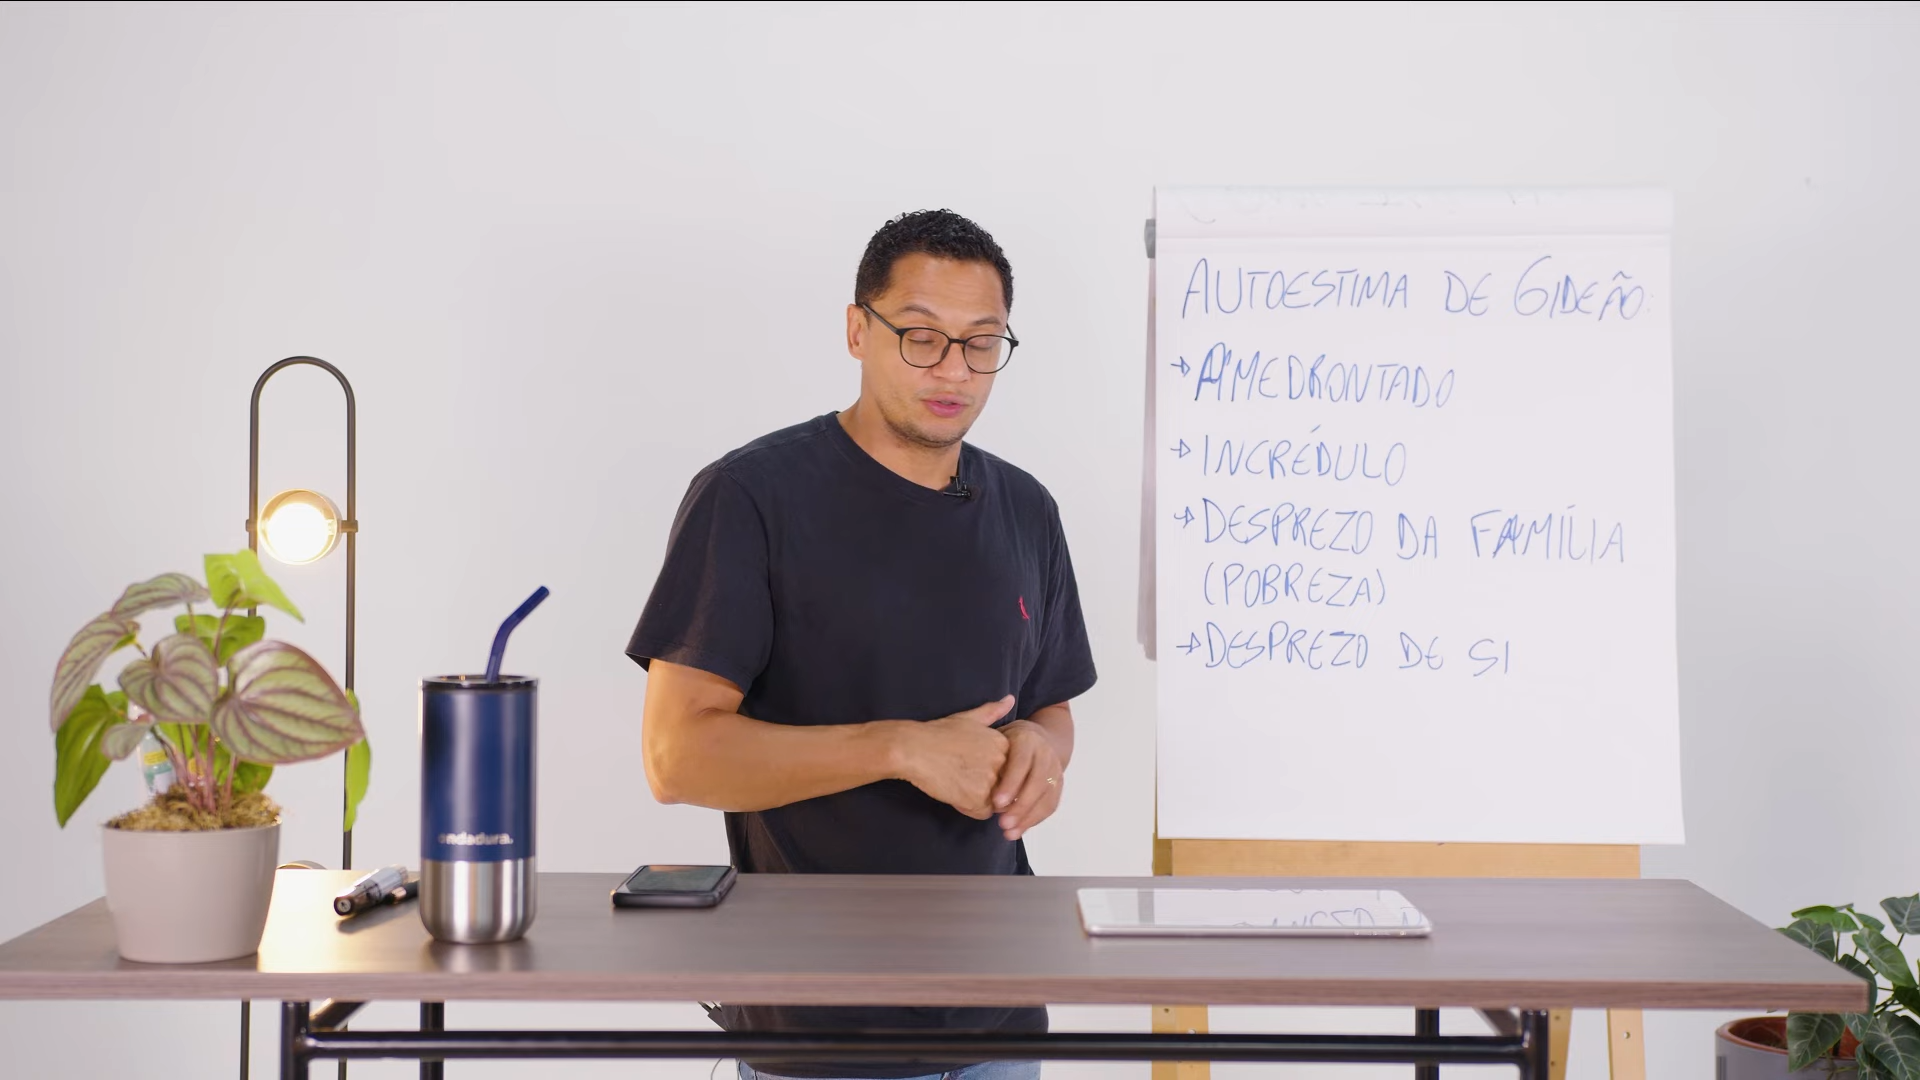 AUTOESTIMA DE GIDEÃO:
→ AMEDRONTADO
→ INCRÉDULO
→ DESPREZO DA FAMÍLIA
(POBREZA)
→ DESPREZO DE SI
endadura.